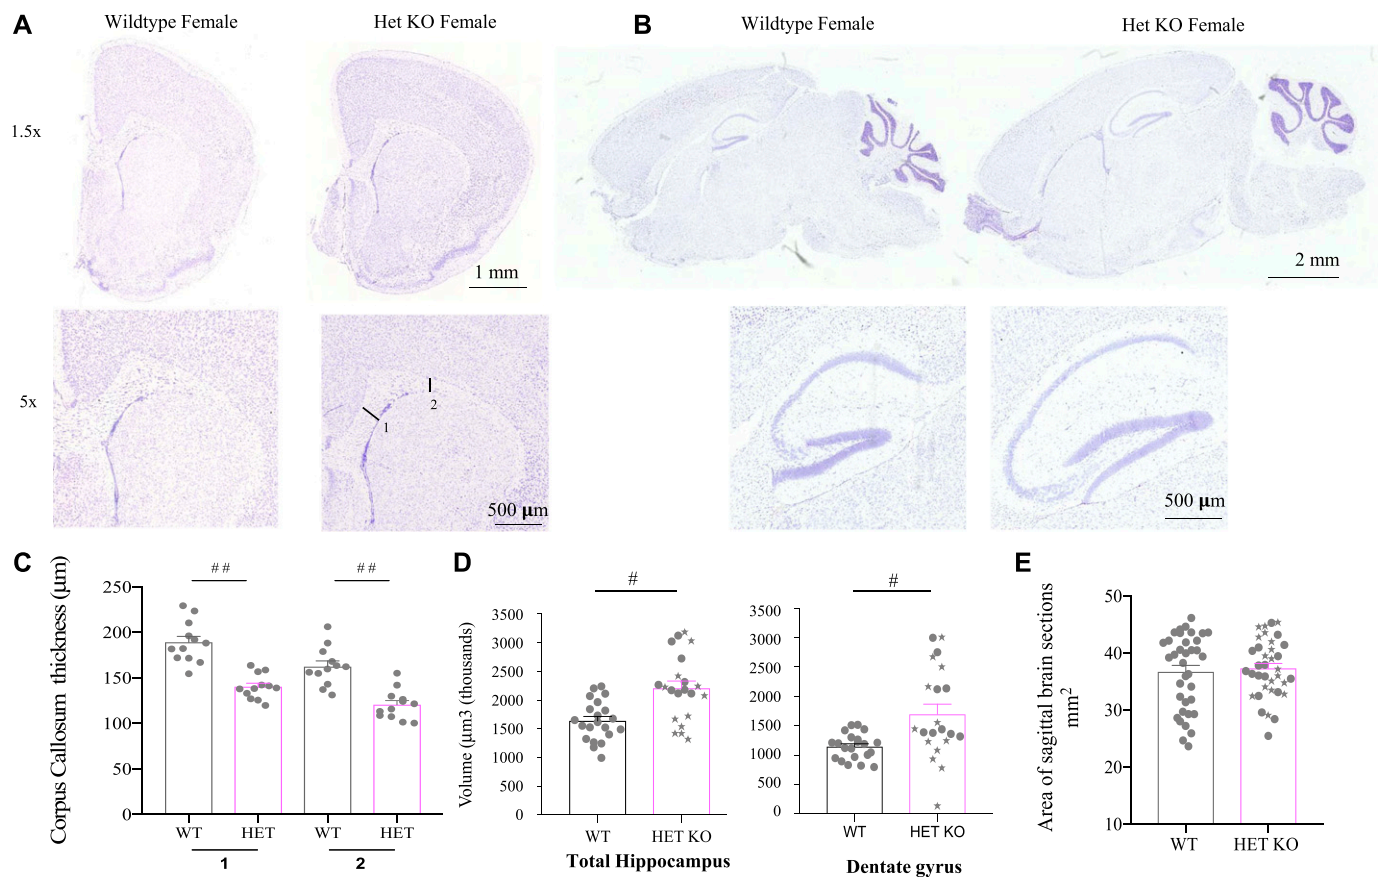 A
Wildtype Female
Het KO Female
B
Wildtype Female
Het KO Female
1.5x
1 mm
2 mm
5x
1
2
500 μm
500 μm
C
Corpus Callosum thickness (μm)
250
200
150
100
50
0
##
##
WT
HET
WT
HET
1
2
D
Volume (μm3 (thousands)
3500
3000
2500
2000
1500
1000
500
0
#
WT
HET KO
Total Hippocampus
3500
3000
2500
2000
1500
1000
500
0
#
WT
HET KO
Dentate gyrus
E
Area of sagittal brain sections
mm2
50
40
30
20
10
WT
HET KO